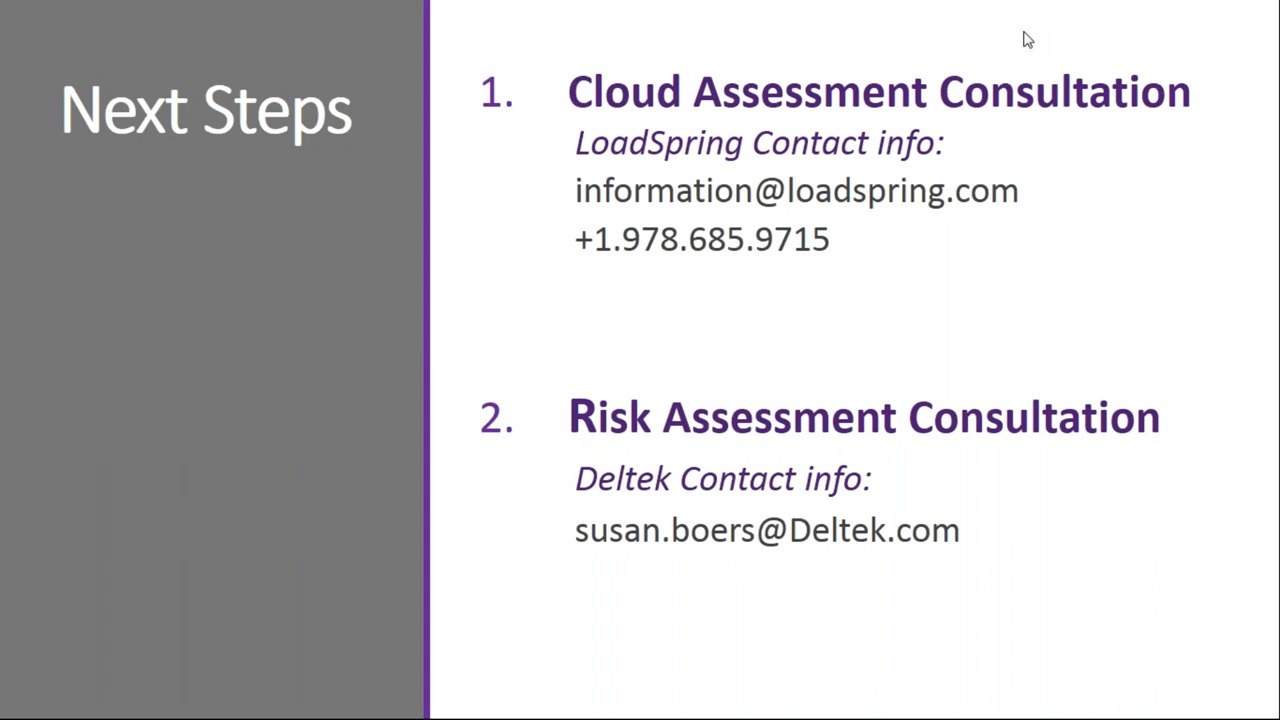 Next Steps
1. Cloud Assessment Consultation
LoadSpring Contact info:
information@loadspring.com
+1.978.685.9715
2. Risk Assessment Consultation
Deltek Contact info:
susan.boers@Deltek.com